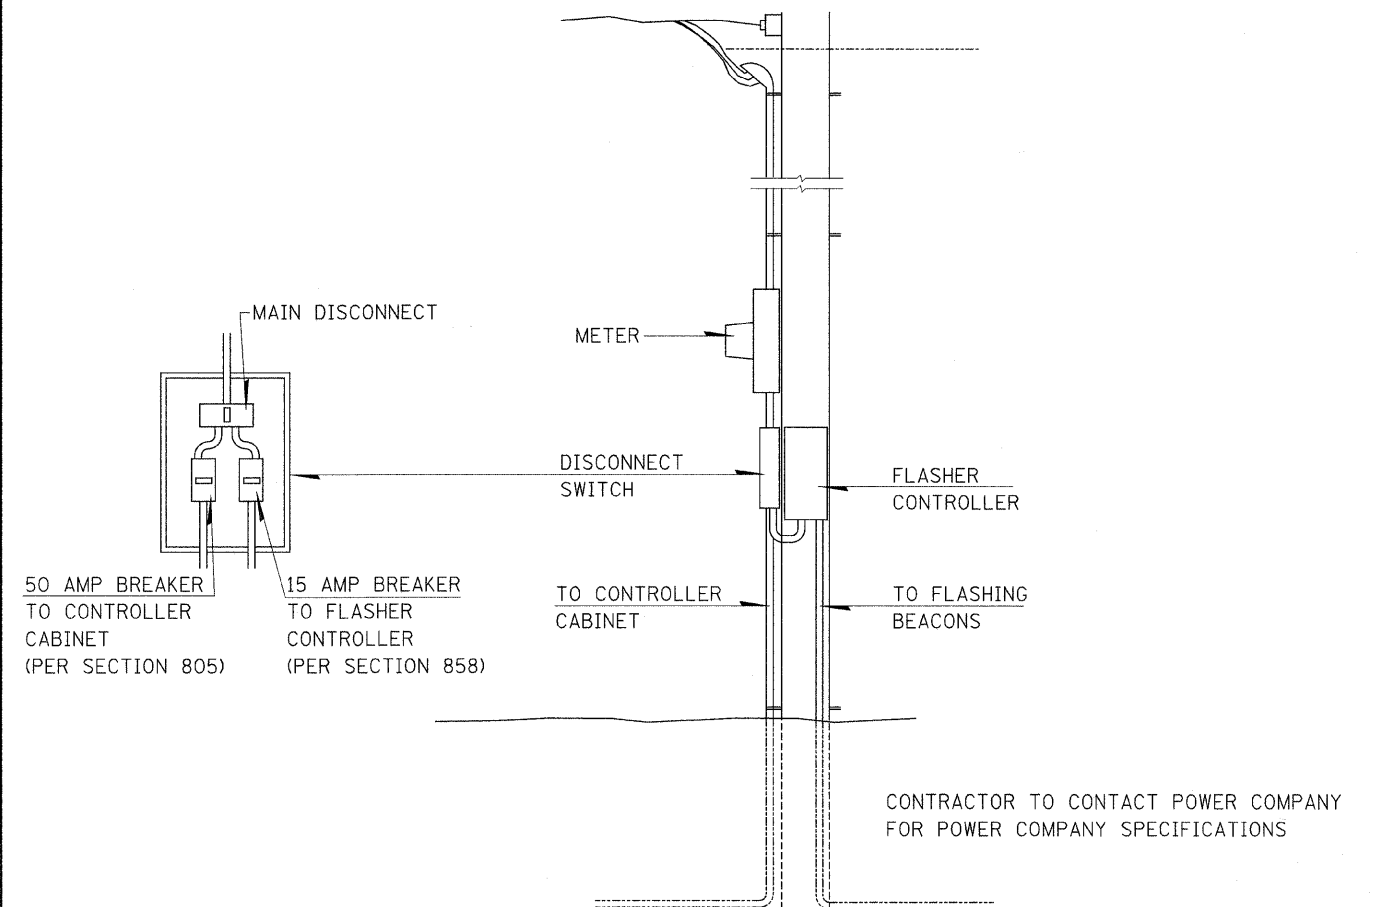 MAIN DISCONNECT
METER
DISCONNECT
SWITCH
FLASHER
CONTROLLER
50 AMP BREAKER
TO CONTROLLER
CABINET
(PER SECTION 805)
15 AMP BREAKER
TO FLASHER
CONTROLLER
(PER SECTION 858)
TO CONTROLLER
CABINET
TO FLASHING
BEACONS
CONTRACTOR TO CONTACT POWER COMPANY
FOR POWER COMPANY SPECIFICATIONS